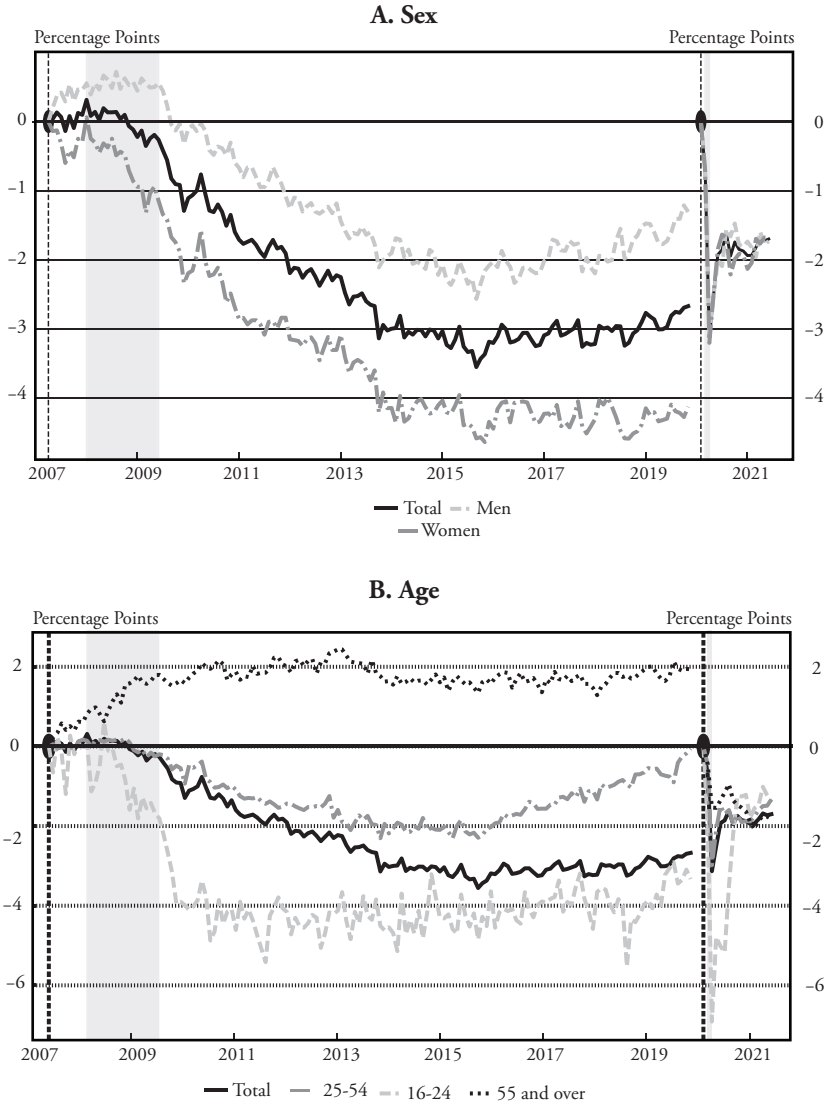 A. Sex
Percentage Points Percentage Points
0 0
–1 –1
–2 –2
–3 –3
–4 –4
2007 2009 2011 2013 2015 2017 2019 2021
Total Men
Women
B. Age
Percentage Points Percentage Points
2 2
0 0
–2 –2
–4 –4
–6 –6
2007 2009 2011 2013 2015 2017 2019 2021
Total 25-54 16-24 55 and over